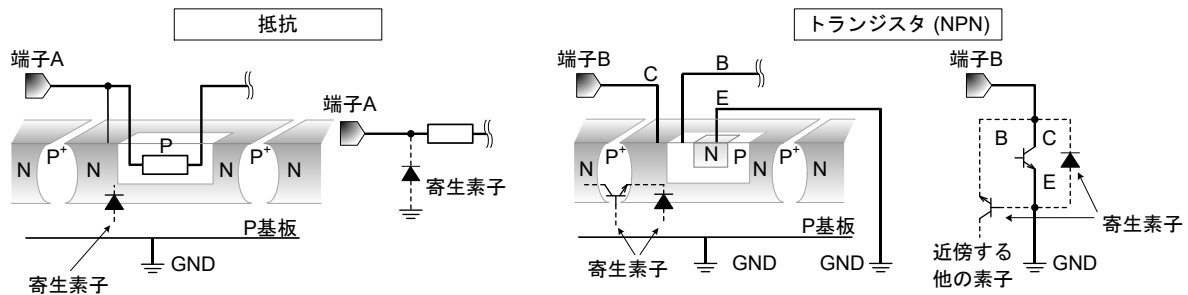 抵抗
トランジスタ (NPN)
端子A
端子A
P
N
P+
N
N
P+
N
寄生素子
寄生素子
P基板
GND
端子B
C
B
E
N
P+
N
N
P
N
P+
N
寄生素子
P基板
GND
GND
端子B
B
C
E
寄生素子
近傍する
他の素子
GND